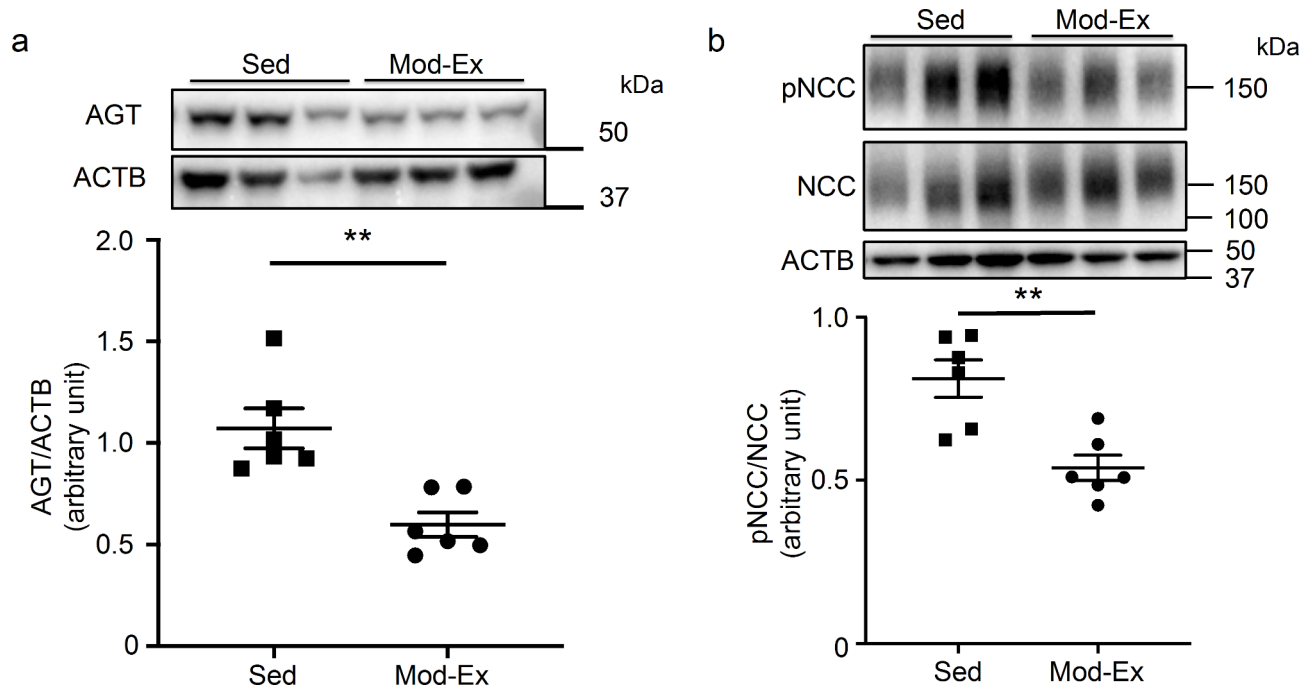 a
Sed Mod-Ex
kDa
AGT
50
ACTB
37
**
2.0
1.5
1.0
0.5
0
AGT/ACTB
(arbitrary unit)
Sed Mod-Ex
b
Sed Mod-Ex
kDa
pNCC
150
NCC
150
100
ACTB
50
37
**
1.0
0.5
0
pNCC/NCC
(arbitrary unit)
Sed Mod-Ex